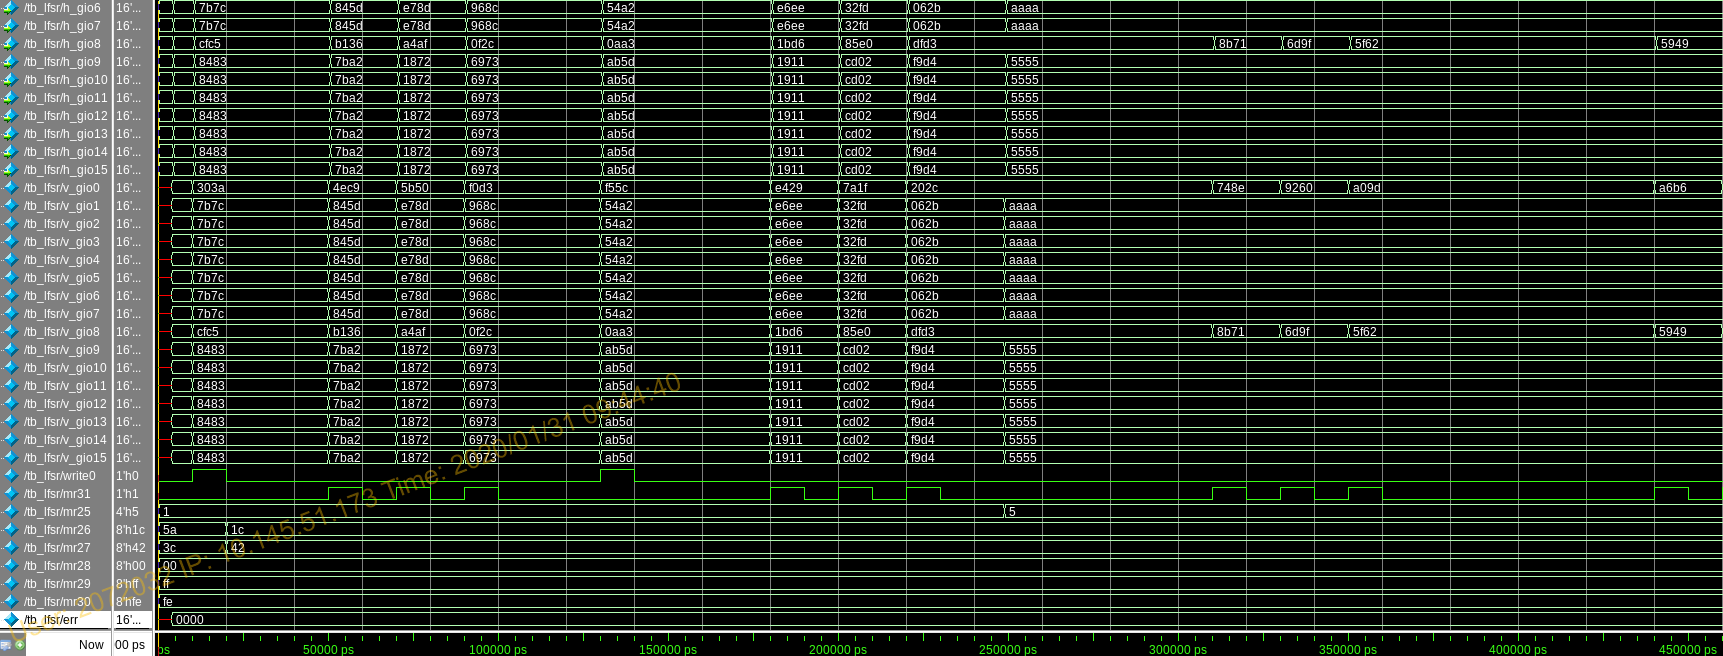 /tb_lfsr/h_gio6 16'... 7b7c 845d e78d 968c 54a2 e6ee 32fd 062b aaaa
/tb_lfsr/h_gio7 16'... 7b7c 845d e78d 968c 54a2 e6ee 32fd 062b aaaa
/tb_lfsr/h_gio8 16'... cfc5 b136 a4af 0f2c 0aa3 1bd6 85e0 dfd3 8b71 6d9f 5f62 5949
/tb_lfsr/h_gio9 16'... 8483 7ba2 1872 6973 ab5d 1911 cd02 f9d4 5555
/tb_lfsr/h_gio10 16'... 8483 7ba2 1872 6973 ab5d 1911 cd02 f9d4 5555
/tb_lfsr/h_gio11 16'... 8483 7ba2 1872 6973 ab5d 1911 cd02 f9d4 5555
/tb_lfsr/h_gio12 16'... 8483 7ba2 1872 6973 ab5d 1911 cd02 f9d4 5555
/tb_lfsr/h_gio13 16'... 8483 7ba2 1872 6973 ab5d 1911 cd02 f9d4 5555
/tb_lfsr/h_gio14 16'... 8483 7ba2 1872 6973 ab5d 1911 cd02 f9d4 5555
/tb_lfsr/h_gio15 16'... 8483 7ba2 1872 6973 ab5d 1911 cd02 f9d4 5555
/tb_lfsr/v_gio0 16'... 303a 4ec9 5b50 f0d3 f55c e429 7a1f 202c 748e 9260 a09d a6b6
/tb_lfsr/v_gio1 16'... 7b7c 845d e78d 968c 54a2 e6ee 32fd 062b aaaa
/tb_lfsr/v_gio2 16'... 7b7c 845d e78d 968c 54a2 e6ee 32fd 062b aaaa
/tb_lfsr/v_gio3 16'... 7b7c 845d e78d 968c 54a2 e6ee 32fd 062b aaaa
/tb_lfsr/v_gio4 16'... 7b7c 845d e78d 968c 54a2 e6ee 32fd 062b aaaa
/tb_lfsr/v_gio5 16'... 7b7c 845d e78d 968c 54a2 e6ee 32fd 062b aaaa
/tb_lfsr/v_gio6 16'... 7b7c 845d e78d 968c 54a2 e6ee 32fd 062b aaaa
/tb_lfsr/v_gio7 16'... 7b7c 845d e78d 968c 54a2 e6ee 32fd 062b aaaa
/tb_lfsr/v_gio8 16'... cfc5 b136 a4af 0f2c 0aa3 1bd6 85e0 dfd3 8b71 6d9f 5f62 5949
/tb_lfsr/v_gio9 16'... 8483 7ba2 1872 6973 ab5d 1911 cd02 f9d4 5555
/tb_lfsr/v_gio10 16'... 8483 7ba2 1872 6973 ab5d 1911 cd02 f9d4 5555
/tb_lfsr/v_gio11 16'... 8483 7ba2 1872 6973 ab5d 1911 cd02 f9d4 5555
/tb_lfsr/v_gio12 16'... 8483 7ba2 1872 6973 ab5d 1911 cd02 f9d4 5555
/tb_lfsr/v_gio13 16'... 8483 7ba2 1872 6973 ab5d 1911 cd02 f9d4 5555
/tb_lfsr/v_gio14 16'... 8483 7ba2 1872 6973 ab5d 1911 cd02 f9d4 5555
/tb_lfsr/v_gio15 16'... 8483 7ba2 1872 6973 ab5d 1911 cd02 f9d4 5555
/tb_lfsr/write0 1'h0
/tb_lfsr/mr31 1'h1
/tb_lfsr/mr25 4'h5 1 5
/tb_lfsr/mr26 8'h1c 5a 1c
/tb_lfsr/mr27 8'h42 3c 42
/tb_lfsr/mr28 8'h00 00
/tb_lfsr/mr29 8'hff ff
/tb_lfsr/mr30 8'hfe fe
/tb_lfsr/err 16'... 0000
Now 00 ps ps 50000 ps 100000 ps 150000 ps 200000 ps 250000 ps 300000 ps 350000 ps 400000 ps 450000 ps
IP: 10.145.51.173 Time: 2020/01/31